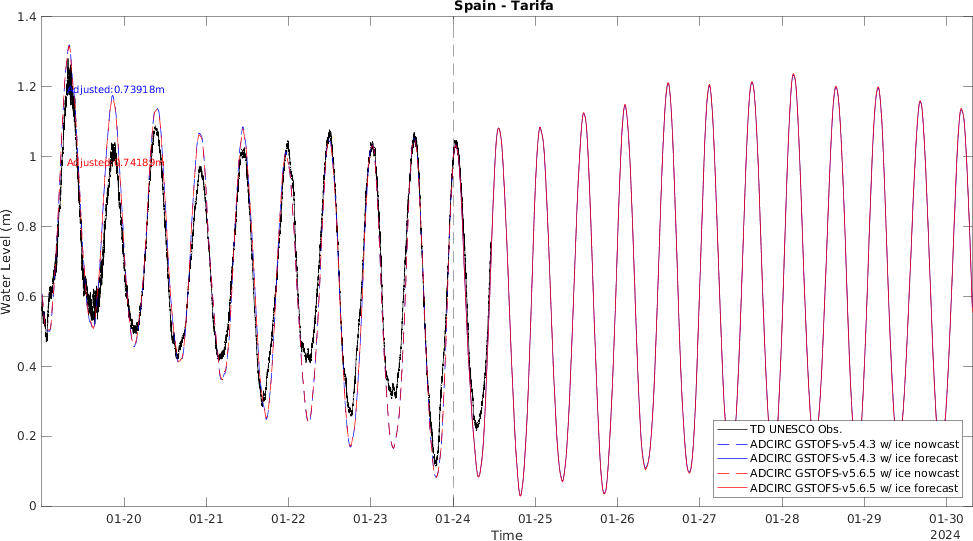 Spain - Tarifa
1.4
1.2
1
0.8
0.6
0.4
0.2
0
Water Level (m)
Adjusted:0.73918m
Adjusted:0.74189m
TD UNESCO Obs.
ADCIRC GSTOFS-v5.4.3 w/ ice nowcast
ADCIRC GSTOFS-v5.4.3 w/ ice forecast
ADCIRC GSTOFS-v5.6.5 w/ ice nowcast
ADCIRC GSTOFS-v5.6.5 w/ ice forecast
01-20 01-21 01-22 01-23 01-24 01-25 01-26 01-27 01-28 01-29 01-30
Time
2024